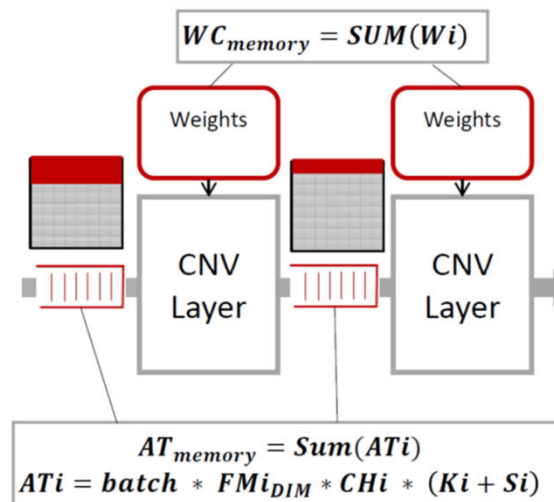 WC_memory = SUM(Wi)
Weights
Weights
CNV
Layer
CNV
Layer
AT_memory = Sum(ATi)
ATi = batch * FMi_DIM * CHi * (Ki + Si)